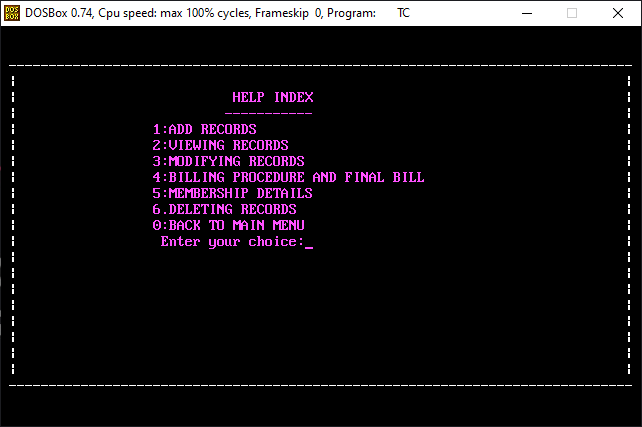 DOS BOX DOSBox 0.74, Cpu speed: max 100% cycles, Frameskip 0, Program: TC
HELP INDEX
-----------
1:ADD RECORDS
2:VIEWING RECORDS
3:MODIFYING RECORDS
4:BILLING PROCEDURE AND FINAL BILL
5:MEMBERSHIP DETAILS
6.DELETING RECORDS
0:BACK TO MAIN MENU
Enter your choice:_